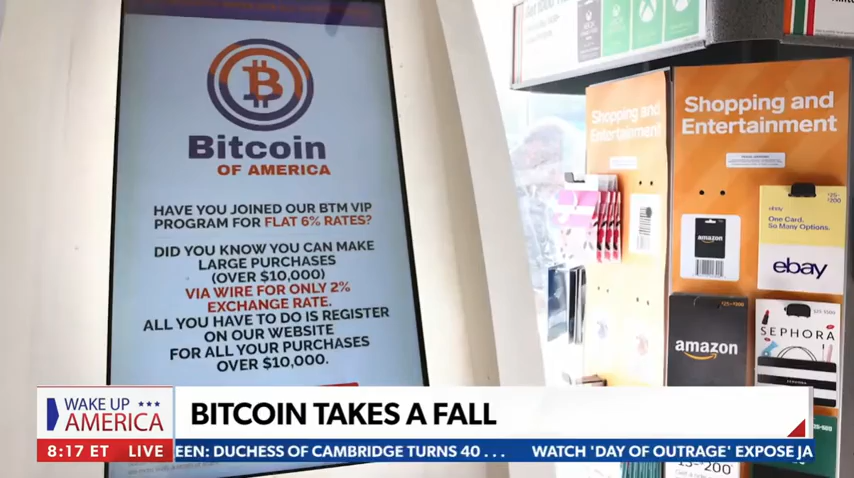 Bitcoin
OF AMERICA
HAVE YOU JOINED OUR BTM VIP
PROGRAM FOR FLAT 6% RATES?
DID YOU KNOW YOU CAN MAKE
LARGE PURCHASES
(OVER $10,000)
VIA WIRE FOR ONLY 2%
EXCHANGE RATE.
ALL YOU HAVE TO DO IS REGISTER
ON OUR WEBSITE
FOR ALL YOUR PURCHASES
OVER $10,000.
Shopping and
Entertainment
Shopping and
Entertainment
amazon
ebay
$200
One Card.
So Many Options.
ebay
amazon
SEPHORA
WAKE UP
AMERICA
BITCOIN TAKES A FALL
8:17 ET LIVE
EEN: DUCHESS OF CAMBRIDGE TURNS 40 . . . WATCH 'DAY OF OUTRAGE' EXPOSE JA